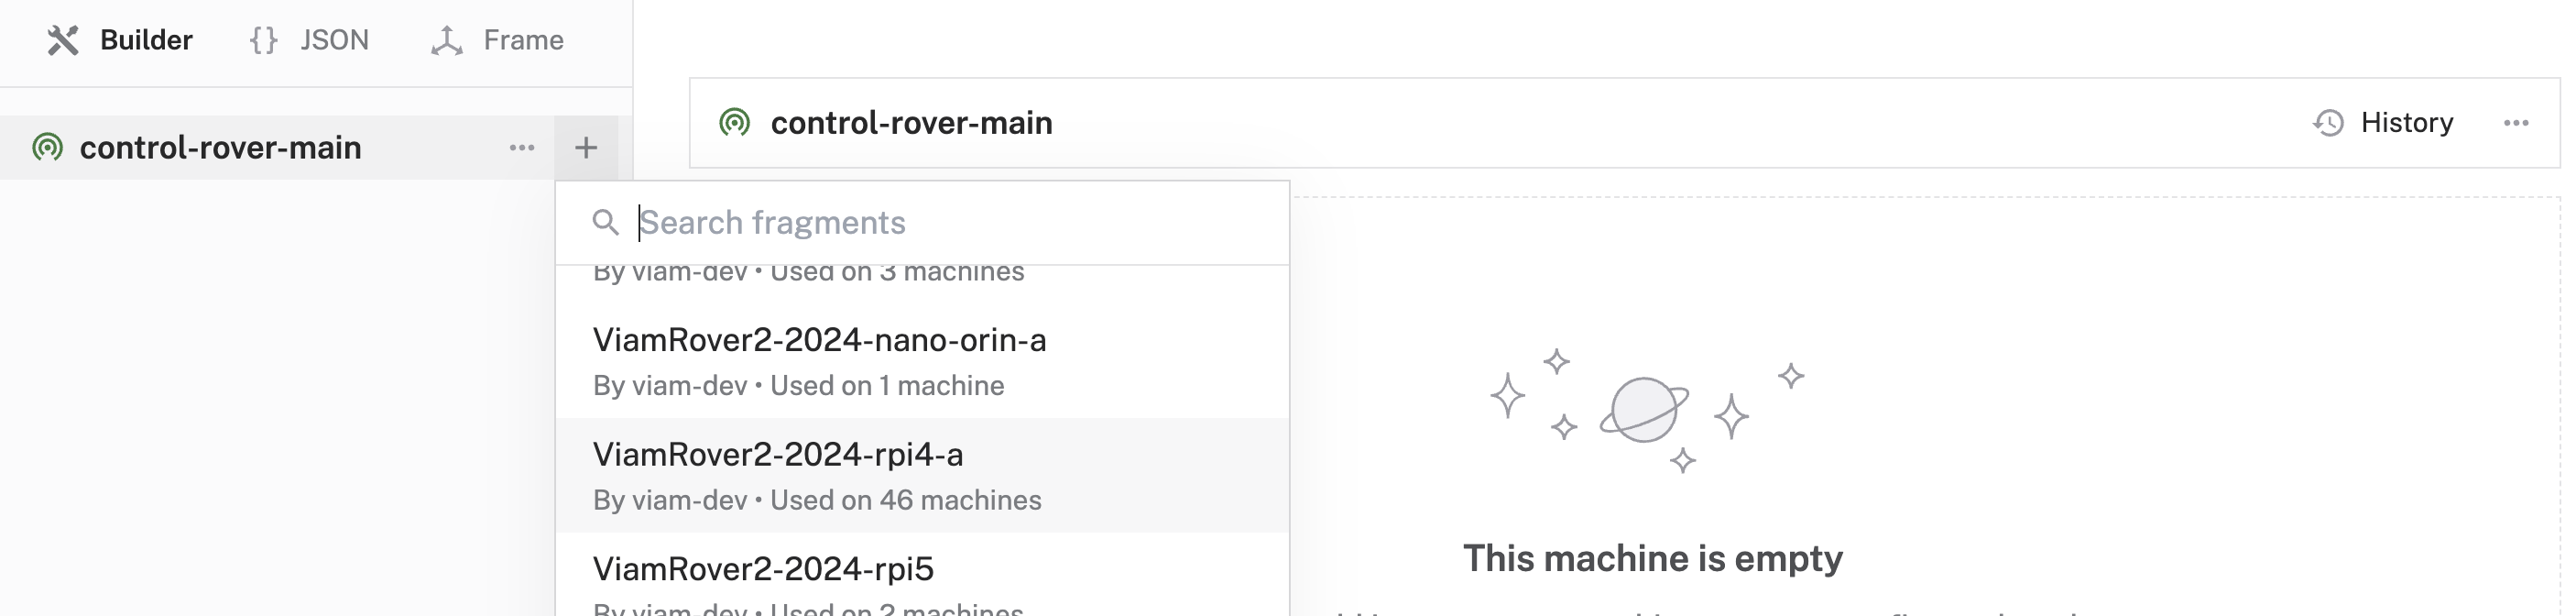 Builder
{} JSON
Frame
control-rover-main
control-rover-main
History
Search fragments
By viam-dev • Used on 3 machines
ViamRover2-2024-nano-orin-a
By viam-dev • Used on 1 machine
ViamRover2-2024-rpi4-a
By viam-dev • Used on 46 machines
ViamRover2-2024-rpi5
By viam-dev • Used on 2 machines
This machine is empty